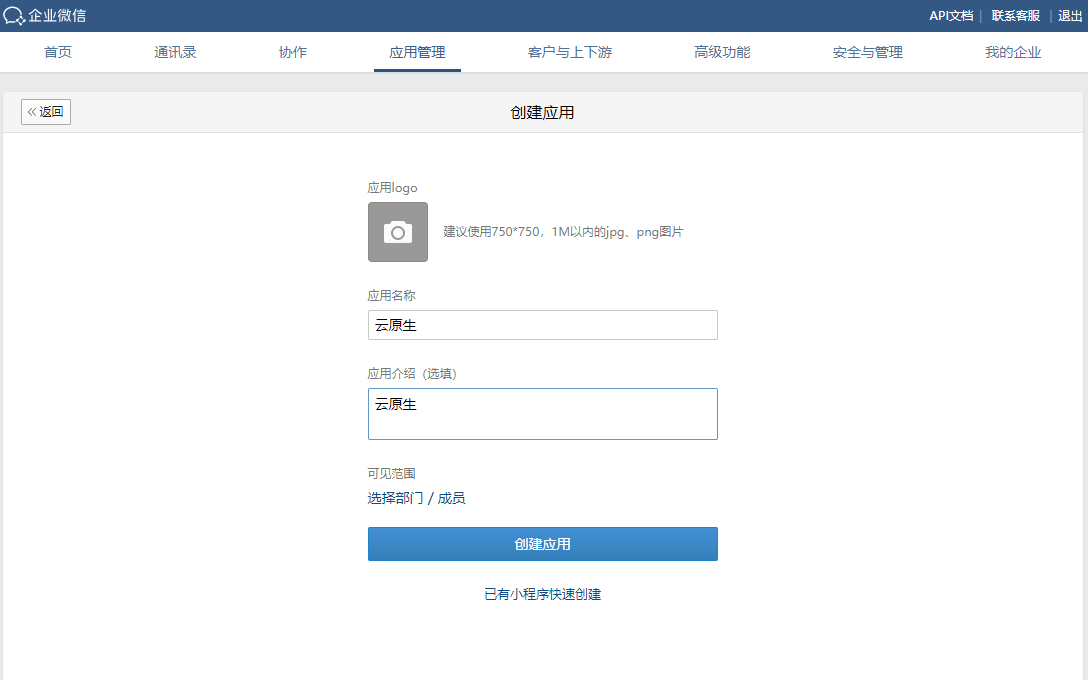 企业微信 API文档 | 联系客服 | 退出
首页 通讯录 协作 应用管理 客户与上下游 高级功能 安全与管理 我的企业
«返回 创建应用
应用logo
建议使用750*750，1M以内的jpg、png图片
应用名称
云原生
应用介绍（选填）
云原生
可见范围
选择部门 / 成员
创建应用
已有小程序快速创建